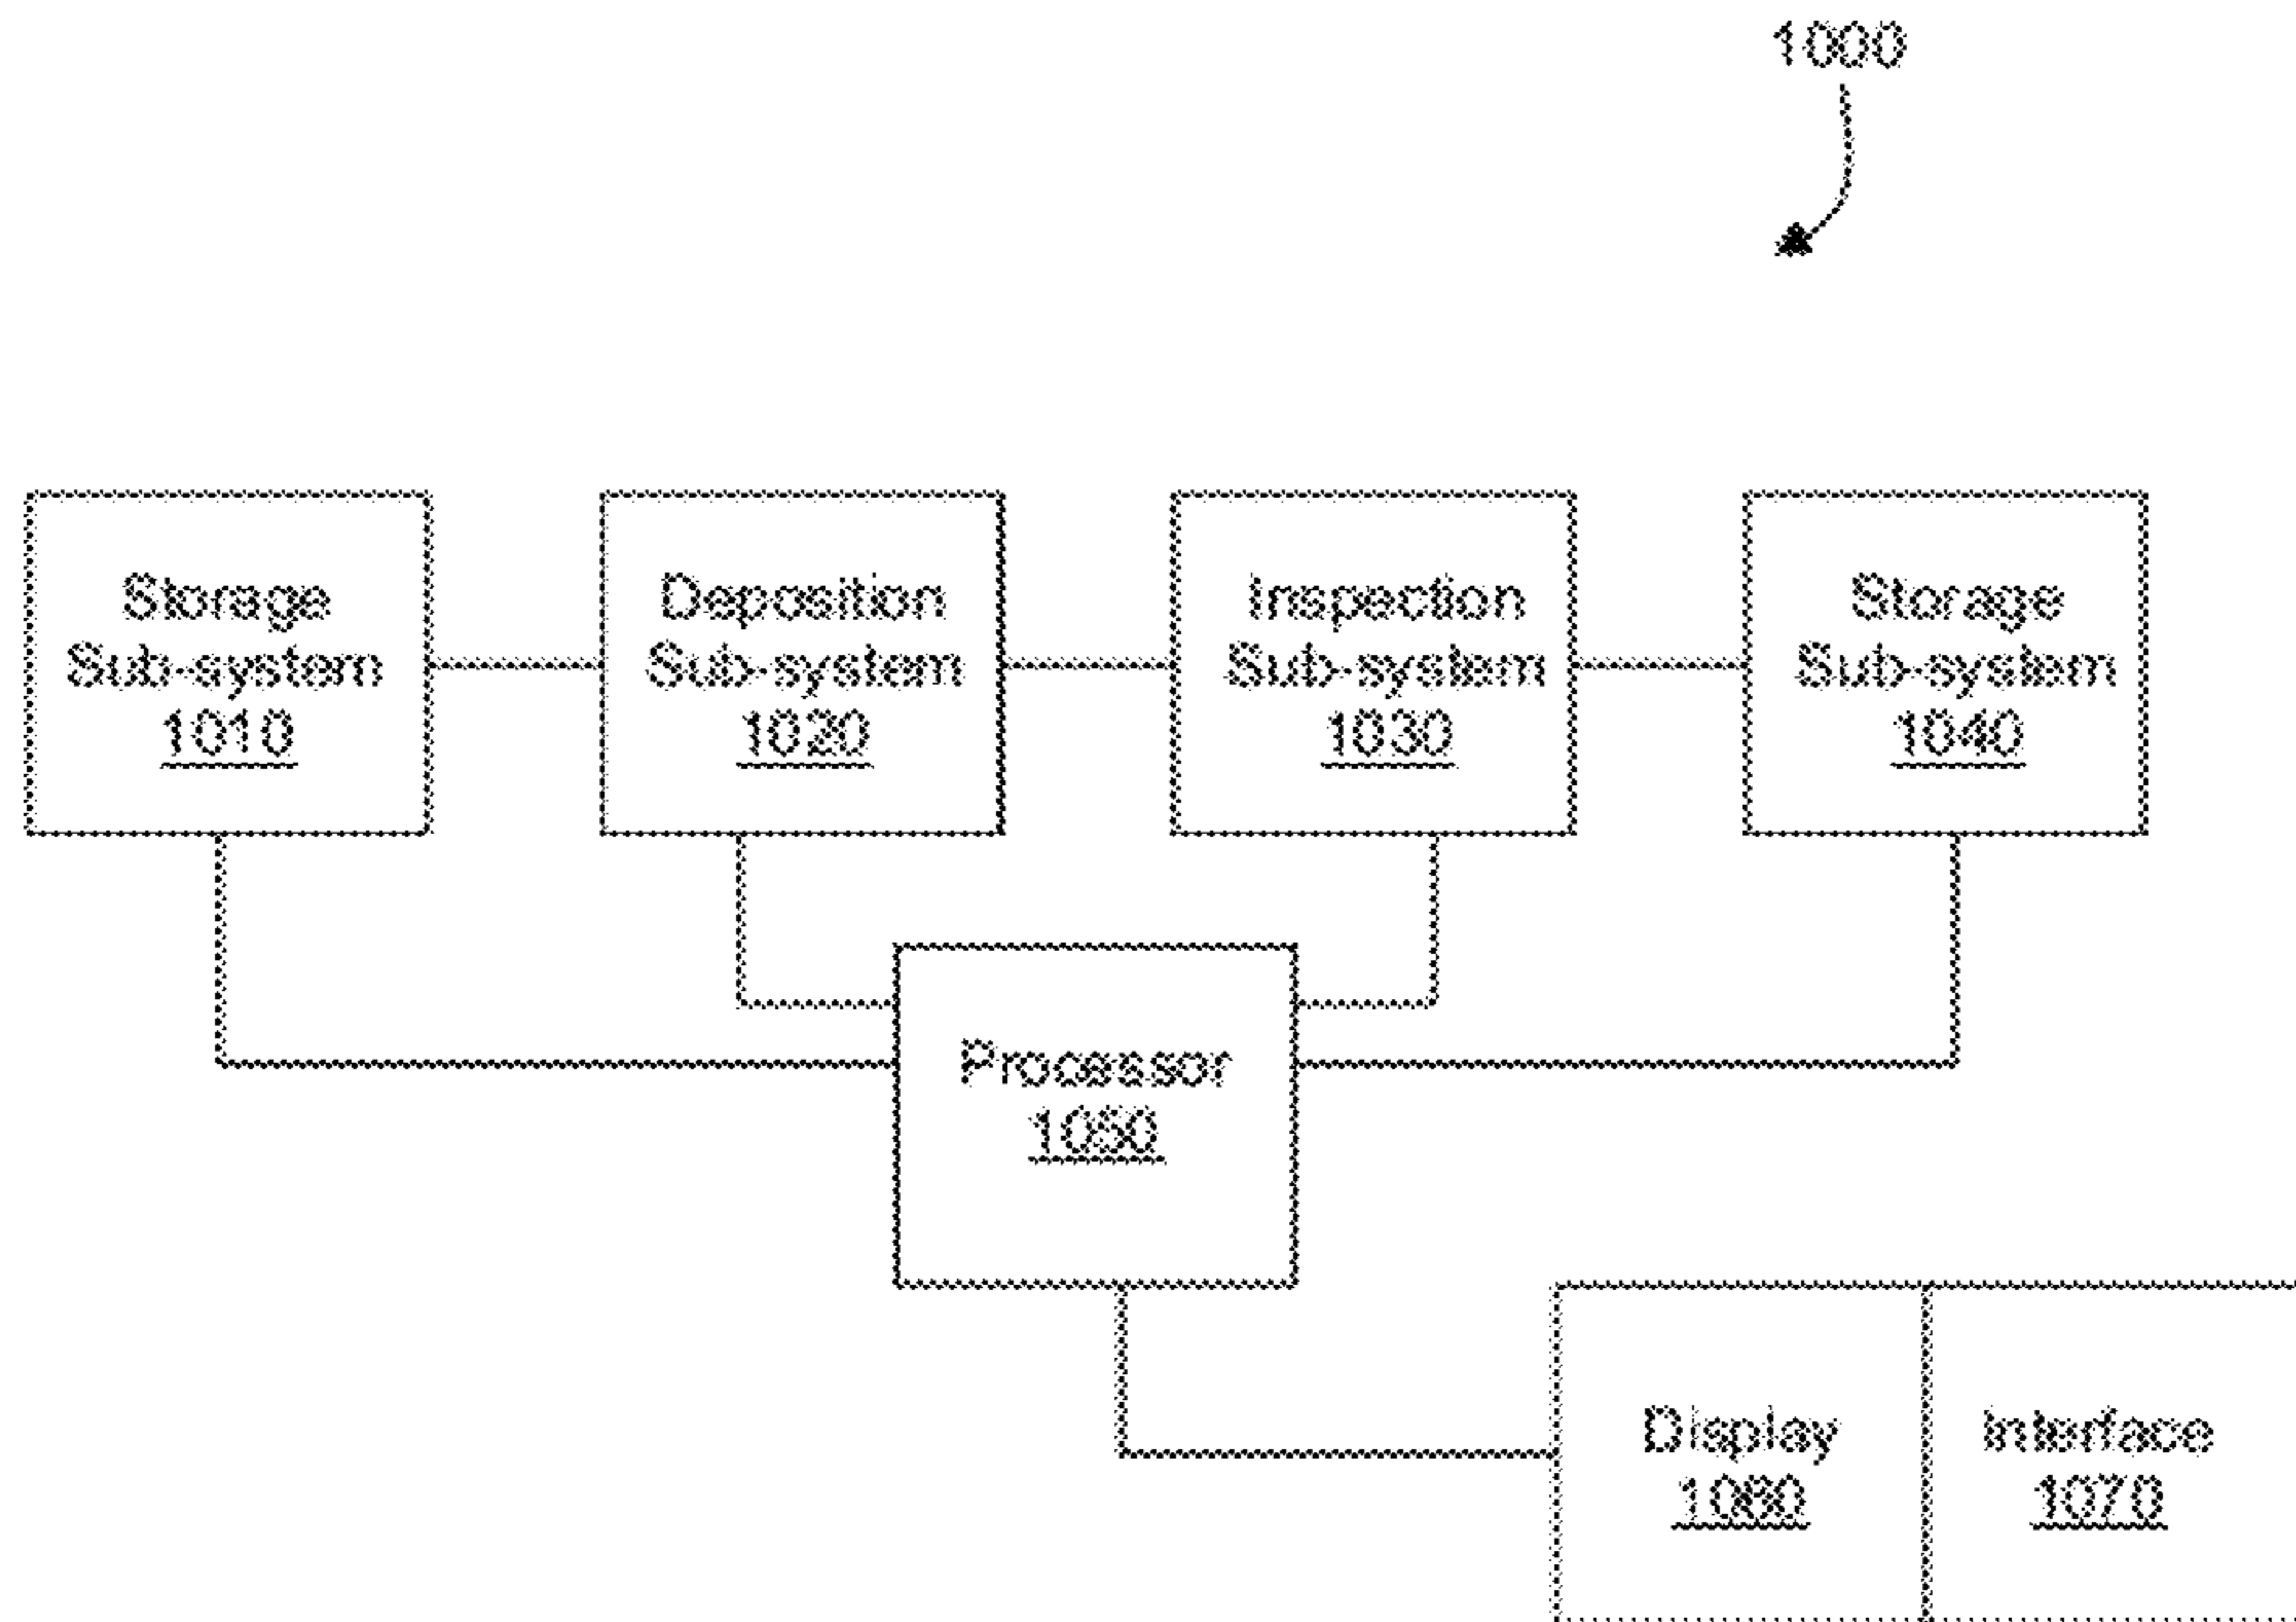 1000
Storage
Sub-system
1010
Deposition
Sub-system
1020
Inspection
Sub-system
1030
Storage
Sub-system
1040
Processor
1050
Display
1060
Interface
1070